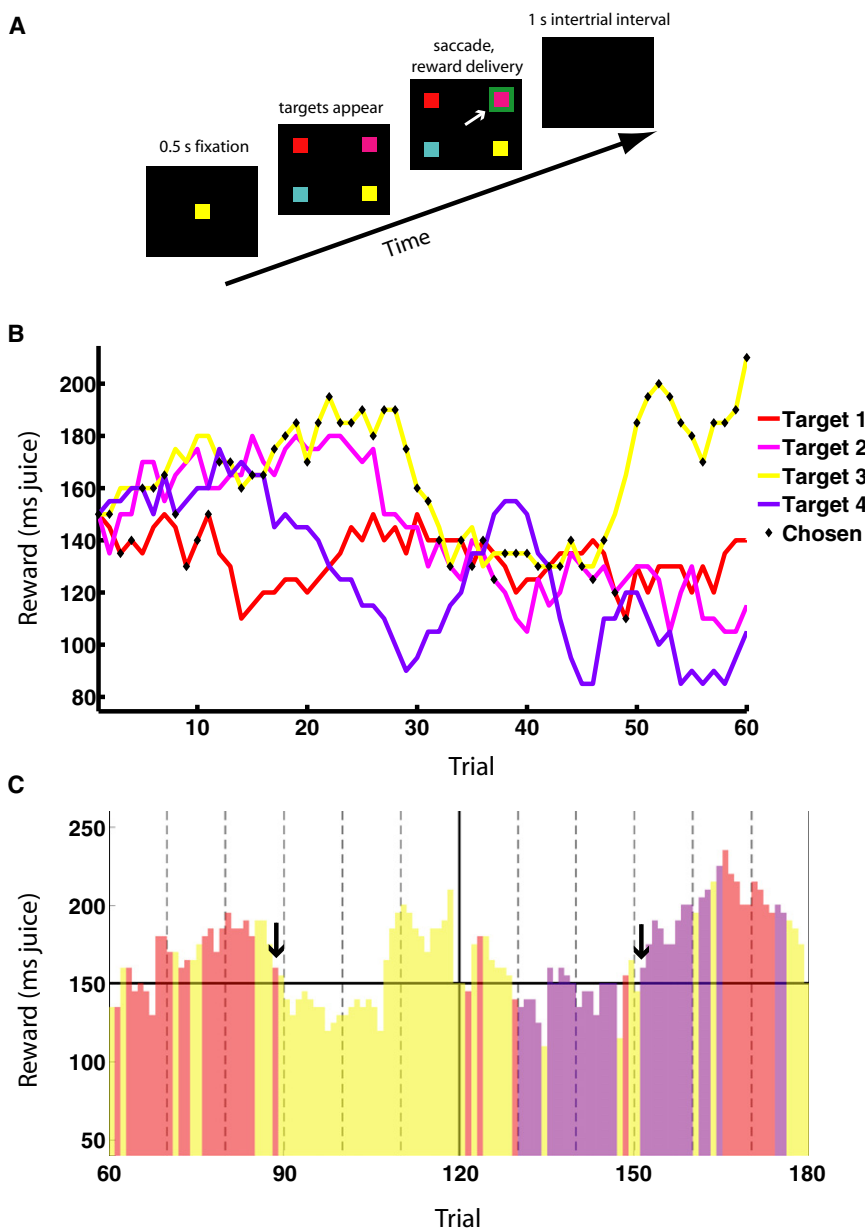 A
1 s intertrial interval
saccade,
reward delivery
targets appear
0.5 s fixation
Time
B
Reward (ms juice)
200
180
160
140
120
100
80
10 20 30 40 50 60
Trial
Target 1
Target 2
Target 3
Target 4
Chosen
C
Reward (ms juice)
250
200
150
100
50
60 90 120 150 180
Trial